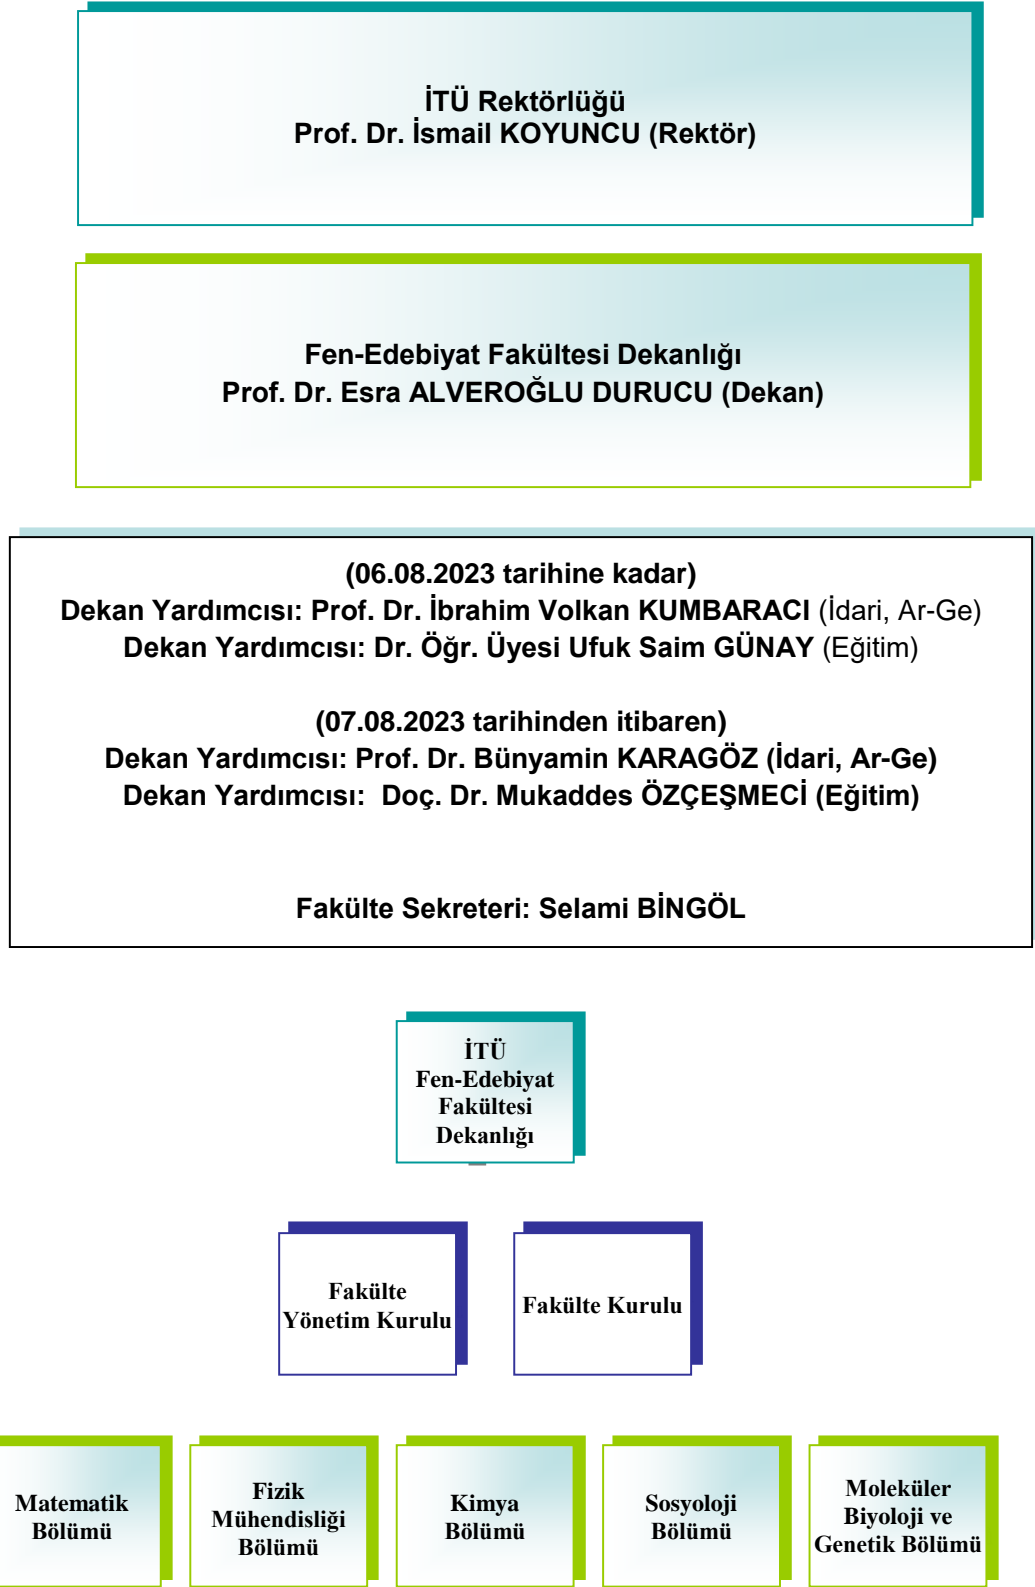 İTÜ Rektörlüğü
Prof. Dr. İsmail KOYUNCU (Rektör)
Fen-Edebiyat Fakültesi Dekanlığı
Prof. Dr. Esra ALVEROĞLU DURUCU (Dekan)
(06.08.2023 tarihine kadar)
Dekan Yardımcısı: Prof. Dr. İbrahim Volkan KUMBARACI (İdari, Ar-Ge)
Dekan Yardımcısı: Dr. Öğr. Üyesi Ufuk Saim GÜNAY (Eğitim)
(07.08.2023 tarihinden itibaren)
Dekan Yardımcısı: Prof. Dr. Bünyamin KARAGÖZ (İdari, Ar-Ge)
Dekan Yardımcısı:  Doç. Dr. Mukaddes ÖZÇEŞMECİ (Eğitim)
Fakülte Sekreteri: Selami BİNGÖL
İTÜ
Fen-Edebiyat
Fakültesi
Dekanlığı
Fakülte
Yönetim Kurulu
Fakülte Kurulu
Matematik
Bölümü
Fizik
Mühendisliği
Bölümü
Kimya
Bölümü
Sosyoloji
Bölümü
Moleküler
Biyoloji ve
Genetik Bölümü